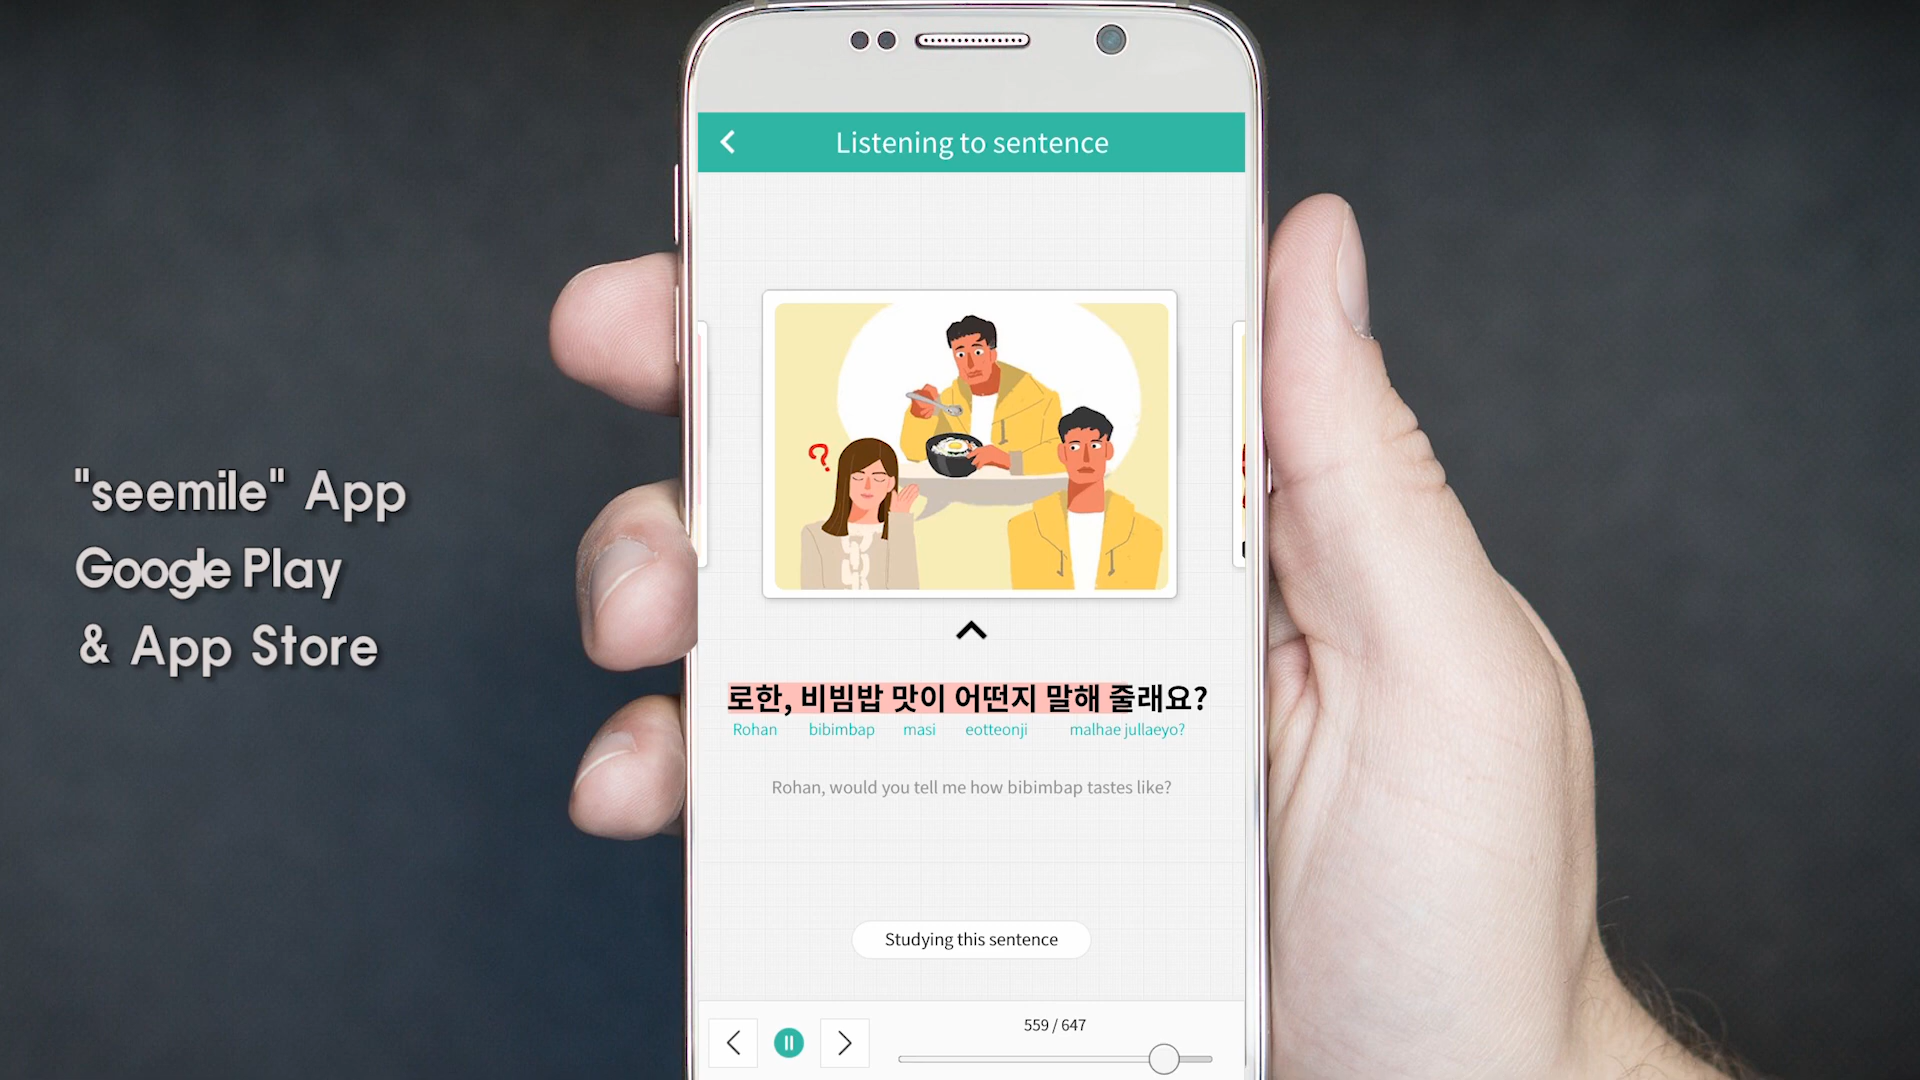 "seemile" App
Google Play
& App Store
Listening to sentence
?
로한, 비빔밥 맛이 어떤지 말해 줄래요?
Rohan bibimbap masi eotteonji malhae jullaeyo?
Rohan, would you tell me how bibimbap tastes like?
Studying this sentence
559 / 647